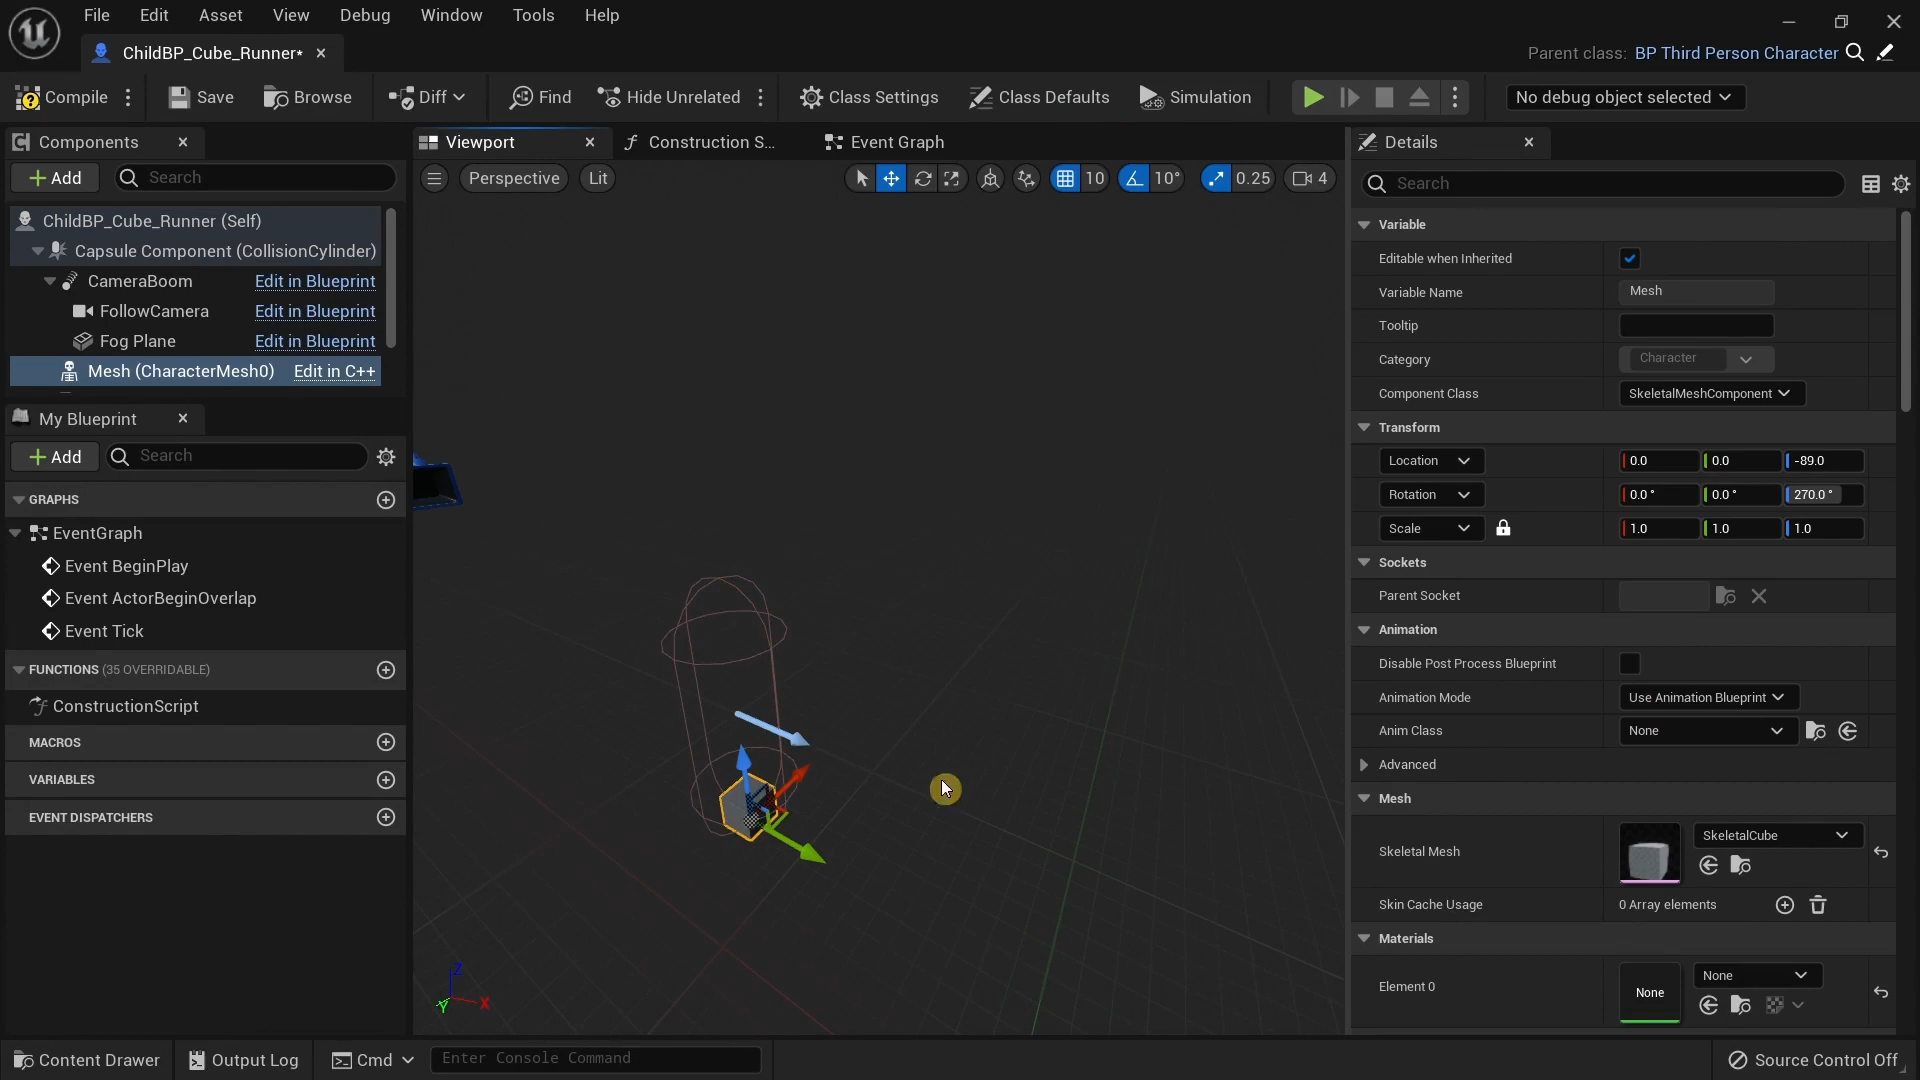 File Edit Asset View Debug Window Tools Help
ChildBP_Cube_Runner*
Parent class: BP Third Person Character
Compile Save Browse Diff Find Hide Unrelated Class Settings Class Defaults Simulation No debug object selected
Components
Add Search
ChildBP_Cube_Runner (Self)
Capsule Component (CollisionCylinder)
CameraBoom Edit in Blueprint
FollowCamera Edit in Blueprint
Fog Plane Edit in Blueprint
Mesh (CharacterMesh0) Edit in C++
My Blueprint
Add Search
GRAPHS
EventGraph
Event BeginPlay
Event ActorBeginOverlap
Event Tick
FUNCTIONS (35 OVERRIDABLE)
ConstructionScript
MACROS
VARIABLES
EVENT DISPATCHERS
Viewport Construction S... Event Graph
Perspective Lit 10 10° 0.25 4
Z
Y X
Details
Search
Variable
Editable when Inherited
Variable Name Mesh
Tooltip
Category Character
Component Class SkeletalMeshComponent
Transform
Location 0.0 0.0 -89.0
Rotation 0.0 ° 0.0 ° 270.0 °
Scale 1.0 1.0 1.0
Sockets
Parent Socket
Animation
Disable Post Process Blueprint
Animation Mode Use Animation Blueprint
Anim Class None
Advanced
Mesh
Skeletal Mesh SkeletalCube
Skin Cache Usage 0 Array elements
Materials
Element 0 None None
Content Drawer Output Log Cmd Enter Console Command Source Control Off